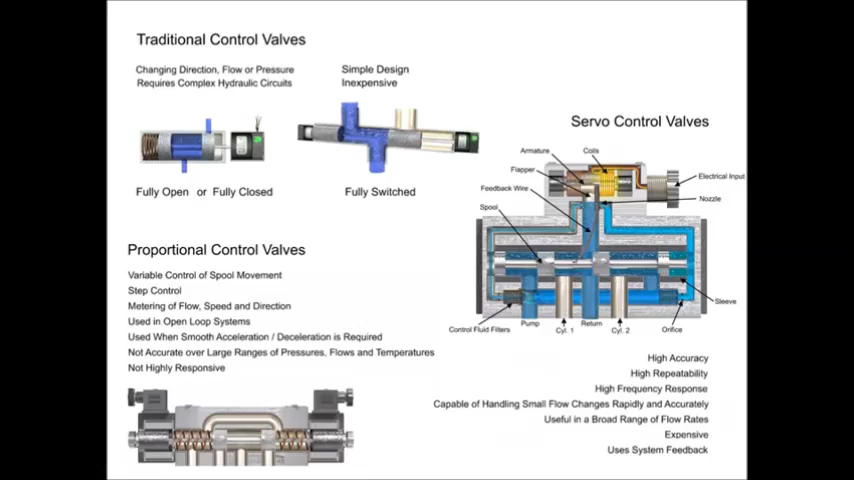 Traditional Control Valves
Changing Direction, Flow or Pressure
Requires Complex Hydraulic Circuits
Simple Design
Inexpensive
Fully Open or Fully Closed
Fully Switched
Servo Control Valves
Armature
Coils
Flapper
Electrical Input
Feedback Wire
Nozzle
Spool
Sleeve
Control Fluid Filters
Pump
Cyl. 1
Return
Cyl. 2
Orifice
Proportional Control Valves
Variable Control of Spool Movement
Step Control
Metering of Flow, Speed and Direction
Used in Open Loop Systems
Used When Smooth Acceleration / Deceleration is Required
Not Accurate over Large Ranges of Pressures, Flows and Temperatures
Not Highly Responsive
High Accuracy
High Repeatability
High Frequency Response
Capable of Handling Small Flow Changes Rapidly and Accurately
Useful in a Broad Range of Flow Rates
Expensive
Uses System Feedback